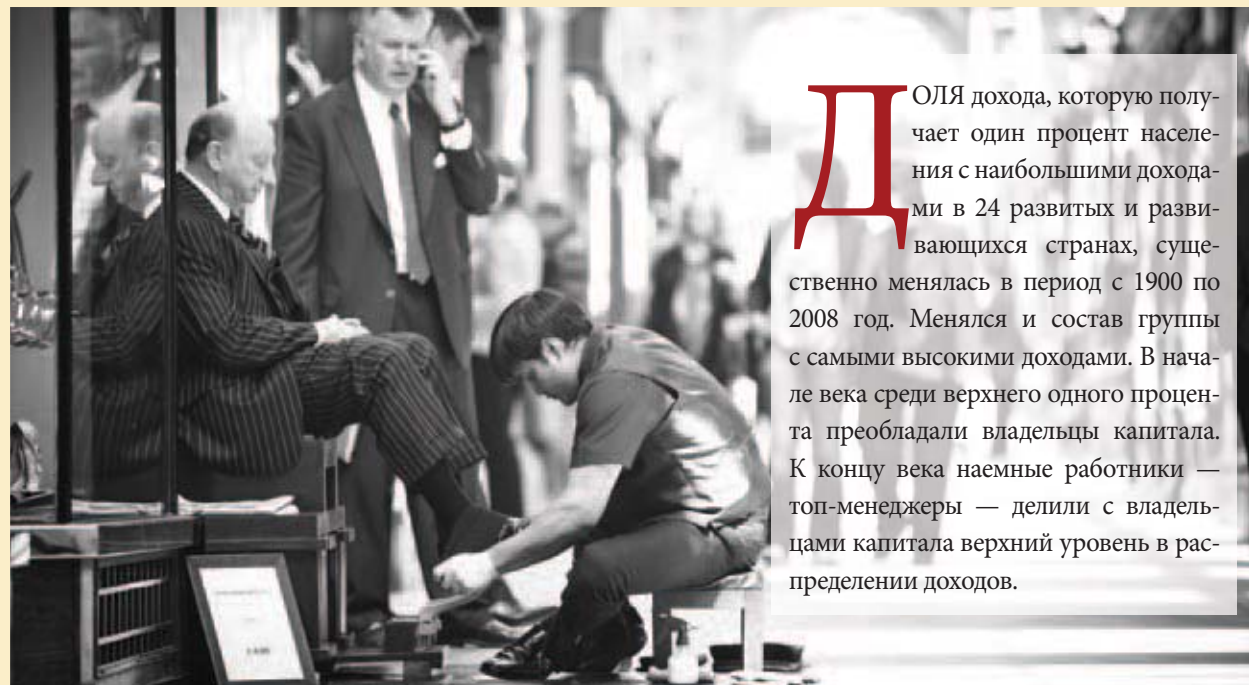 ДОЛЯ дохода, которую полу-
чает один процент населе-
ния с наибольшими дохода-
ми в 24 развитых и разви-
вающихся странах, суще-
ственно менялась в период с 1900 по
2008 год. Менялся и состав группы
с самыми высокими доходами. В нача-
ле века среди верхнего одного процен-
та преобладали владельцы капитала.
К концу века наемные работники —
топ-менеджеры — делили с владель-
цами капитала верхний уровень в рас-
пределении доходов.